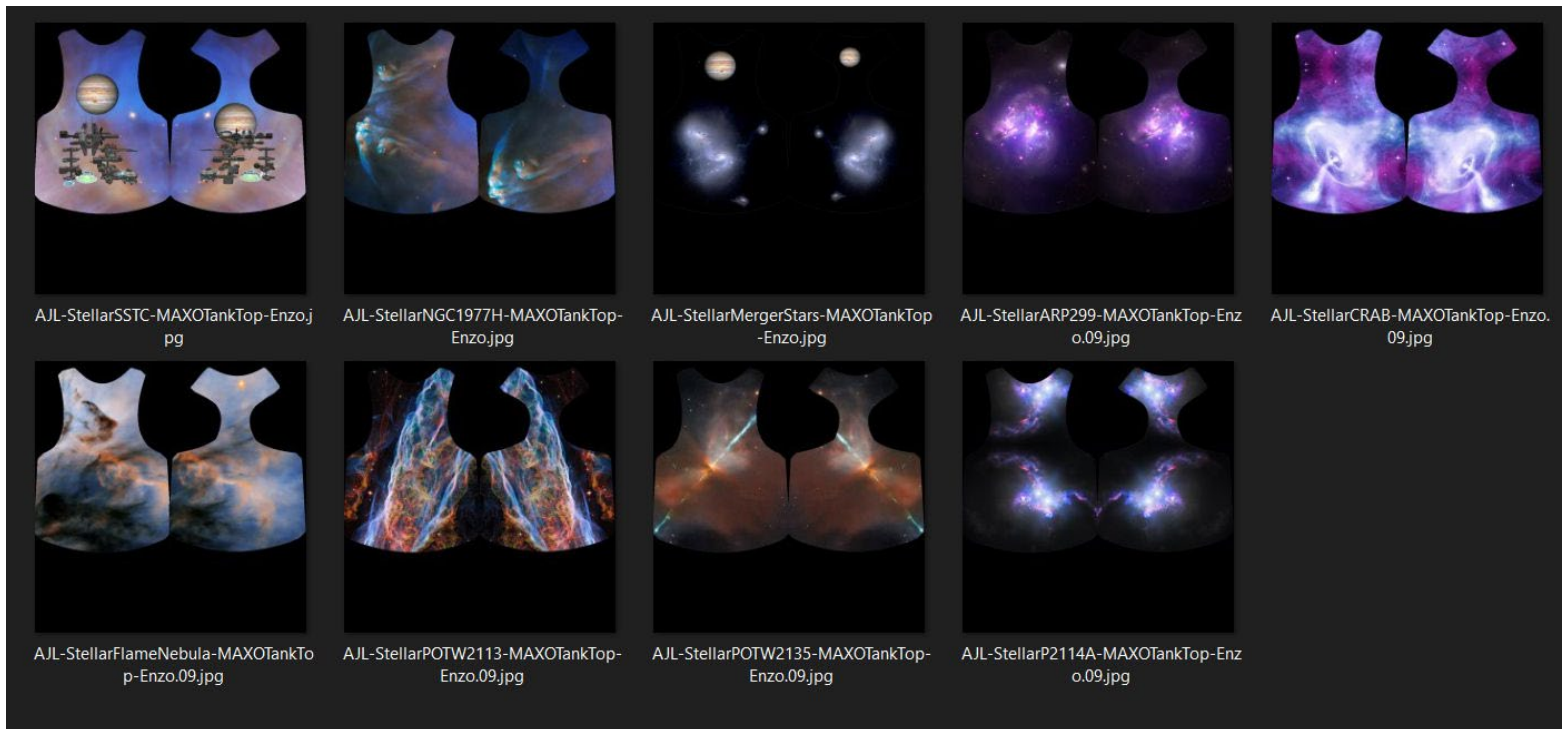 AJL-StellarSSTC-MAXOTankTop-Enzo.j
pg
AJL-StellarNGC1977H-MAXOTankTop-
Enzo.jpg
AJL-StellarMergerStars-MAXOTankTop
-Enzo.jpg
AJL-StellarARP299-MAXOTankTop-Enz
o.09.jpg
AJL-StellarCRAB-MAXOTankTop-Enzo.
09.jpg
AJL-StellarFlameNebula-MAXOTankTo
p-Enzo.09.jpg
AJL-StellarPOTW2113-MAXOTankTop-
Enzo.09.jpg
AJL-StellarPOTW2135-MAXOTankTop-
Enzo.09.jpg
AJL-StellarP2114A-MAXOTankTop-Enz
o.09.jpg